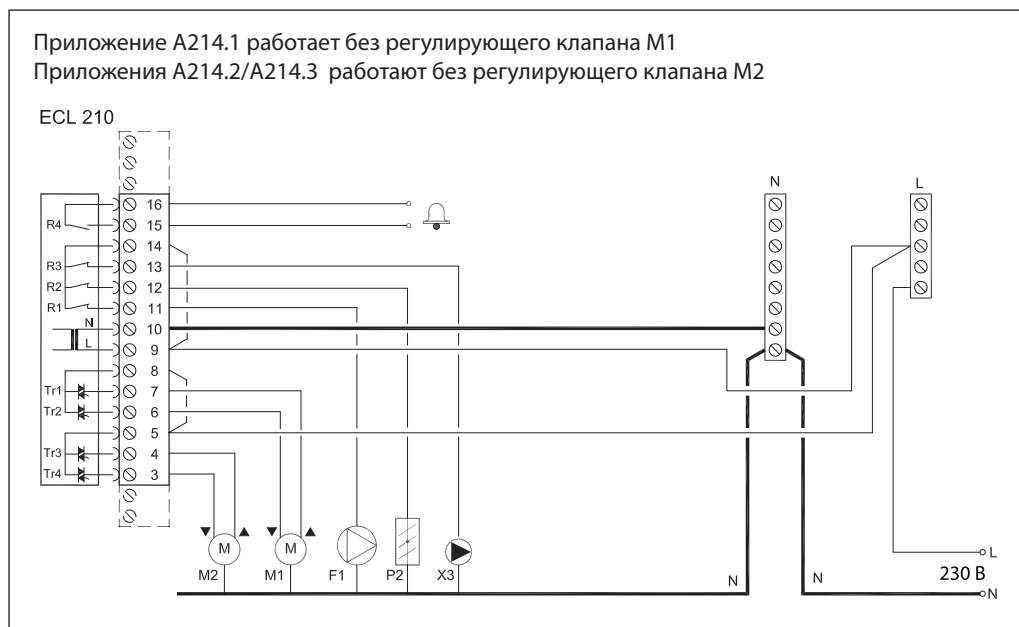 Приложение A214.1 работает без регулирующего клапана M1
Приложения A214.2/A214.3 работают без регулирующего клапана M2
ECL 210
N
L
16
R4
15
14
R3
13
R2
12
R1
11
N
10
L
9
8
Tr1
7
Tr2
6
5
Tr3
4
Tr4
3
M
M
M2
M1
F1
P2
X3
N
N
L
230 В
N